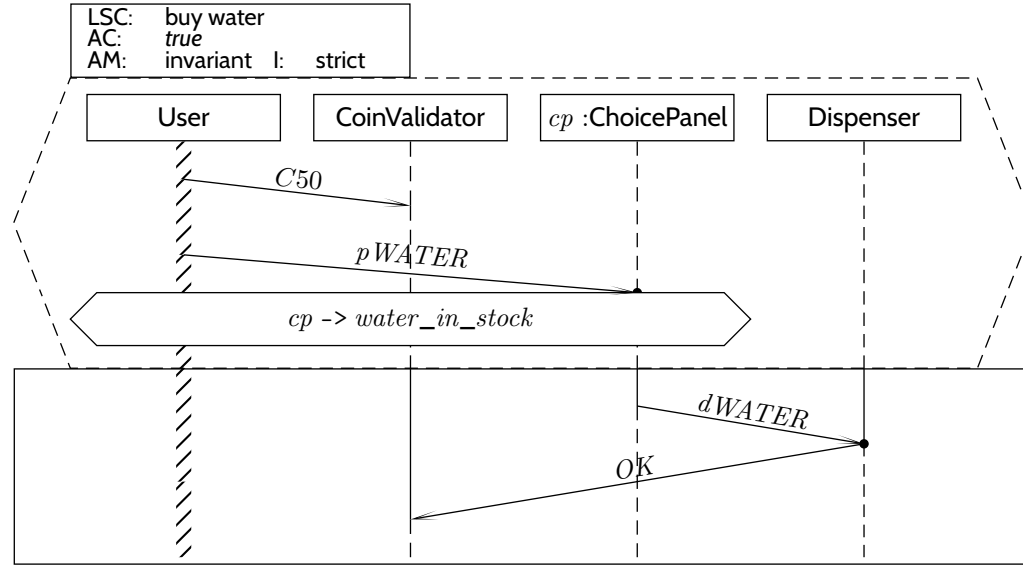 LSC: buy water
AC: true
AM: invariant I: strict
User CoinValidator cp :ChoicePanel Dispenser
C50
pWATER
cp -> water_in_stock
dWATER
OK